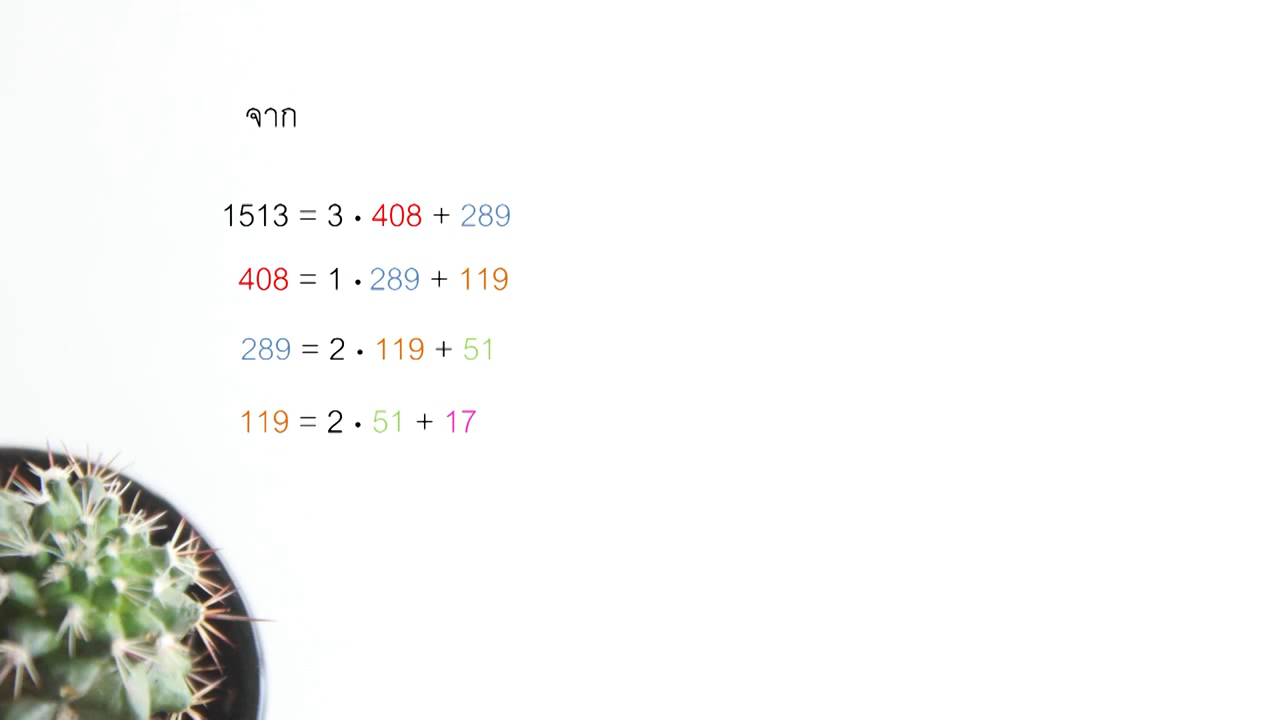 จาก
1513 = 3 • 408 + 289
408 = 1 • 289 + 119
289 = 2 • 119 + 51
119 = 2 • 51 + 17